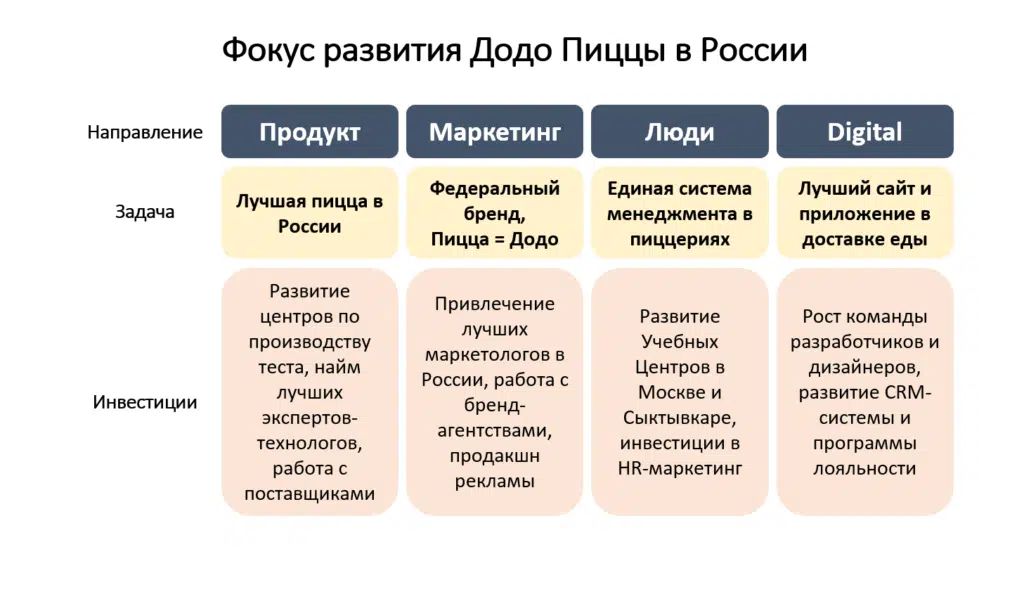 Фокус развития Додо Пиццы в России
Направление
Продукт
Маркетинг
Люди
Digital
Задача
Лучшая пицца в
России
Федеральный
бренд,
Пицца = Додо
Единая система
менеджмента в
пиццериях
Лучший сайт и
приложение в
доставке еды
Инвестиции
Развитие
центров по
производству
теста, найм
лучших
экспертов-
технологов,
работа с
поставщиками
Привлечение
лучших
маркетологов в
России, работа с
бренд-
агентствами,
продакшн
рекламы
Развитие
Учебных
Центров в
Москве и
Сыктывкаре,
инвестиции в
HR-маркетинг
Рост команды
разработчиков и
дизайнеров,
развитие CRM-
системы и
программы
лояльности